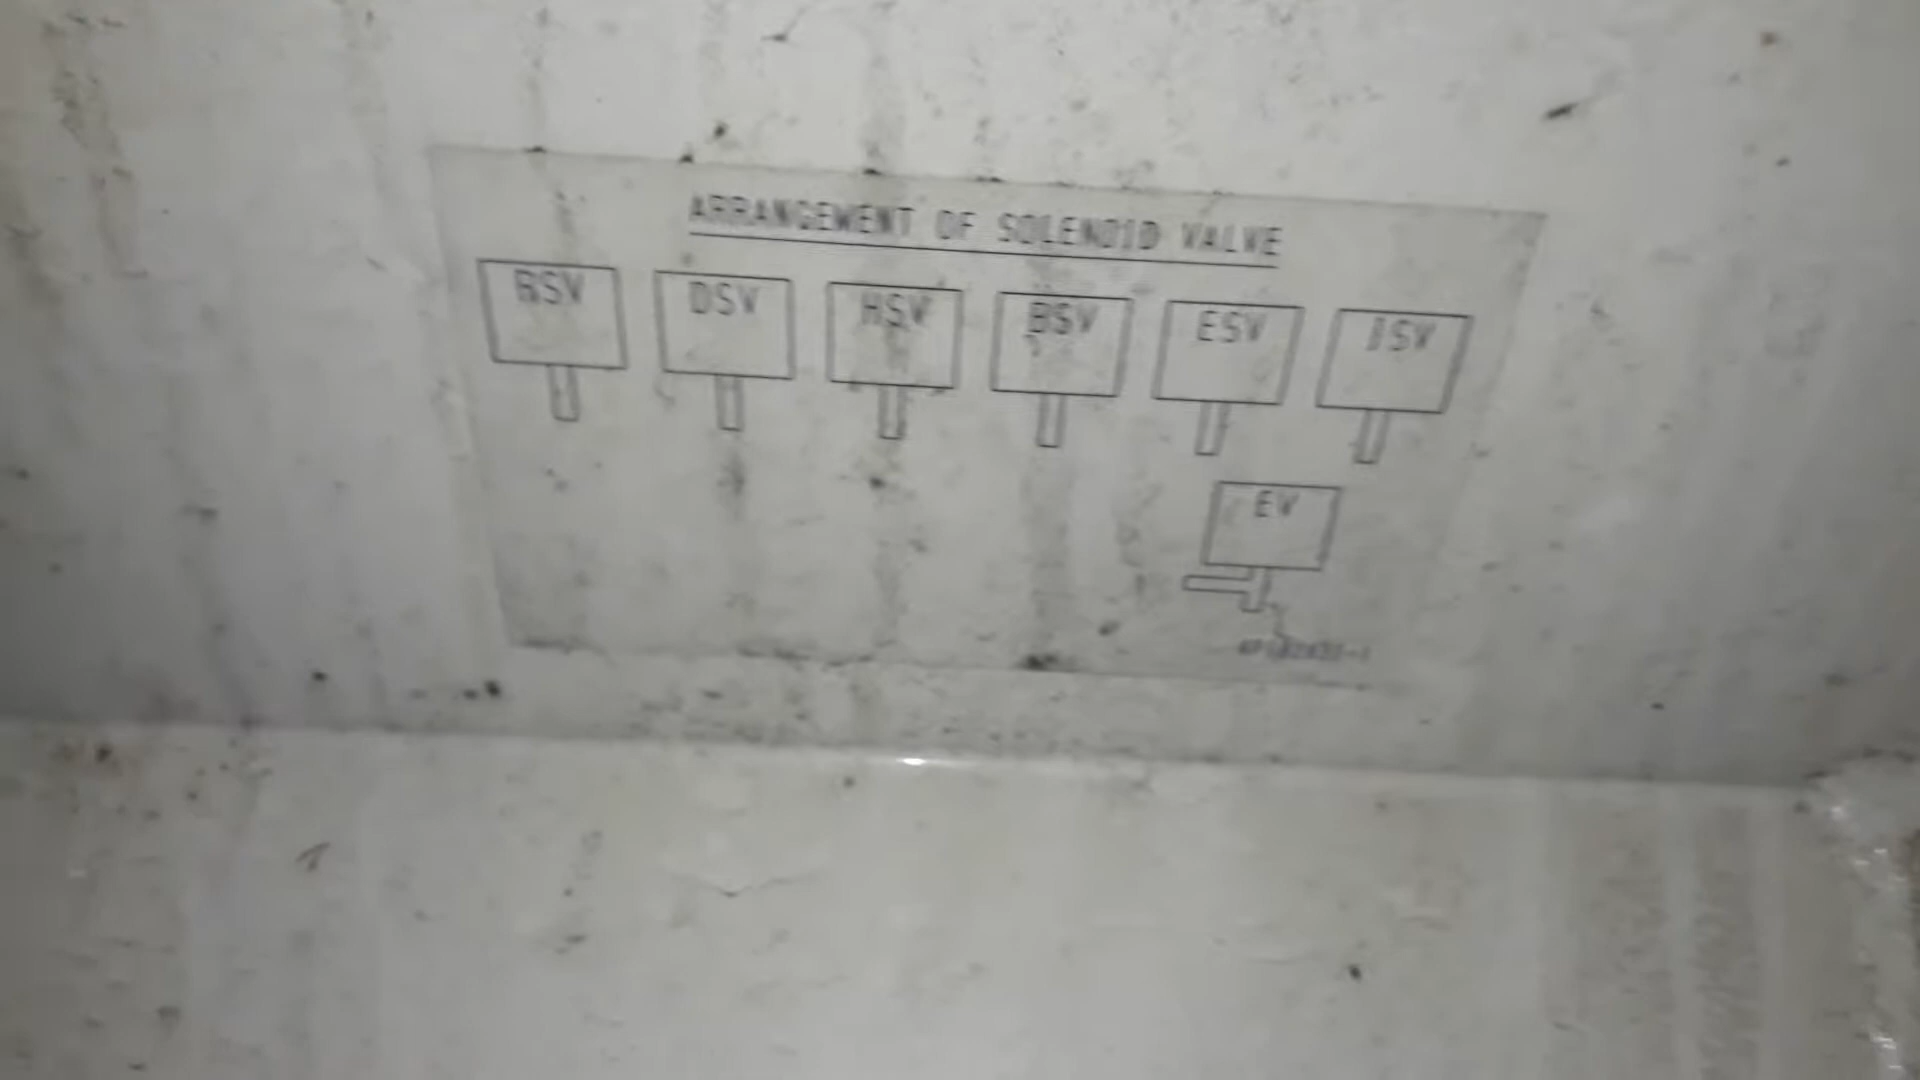 ARRANGEMENT OF SOLENOID VALVE
RSV DSV HSV BSV ESV ISV
EV